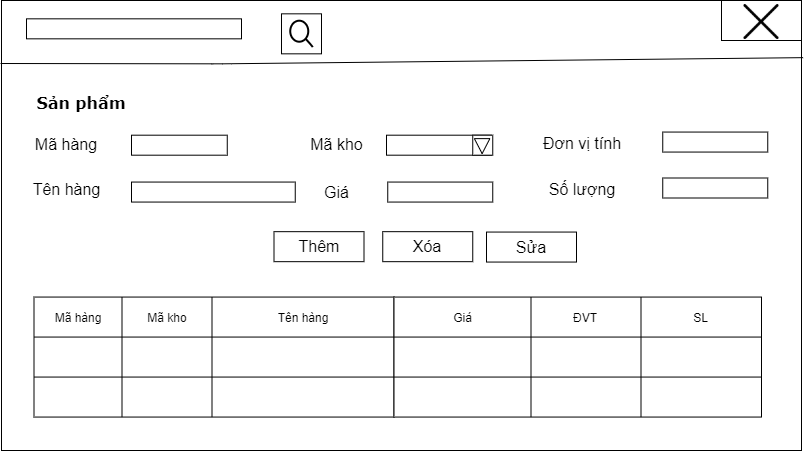 Sản phẩm
Mã hàng Mã kho Đơn vị tính
Tên hàng Giá Số lượng
Thêm Xóa Sửa
Mã hàng Mã kho Tên hàng Giá ĐVT SL